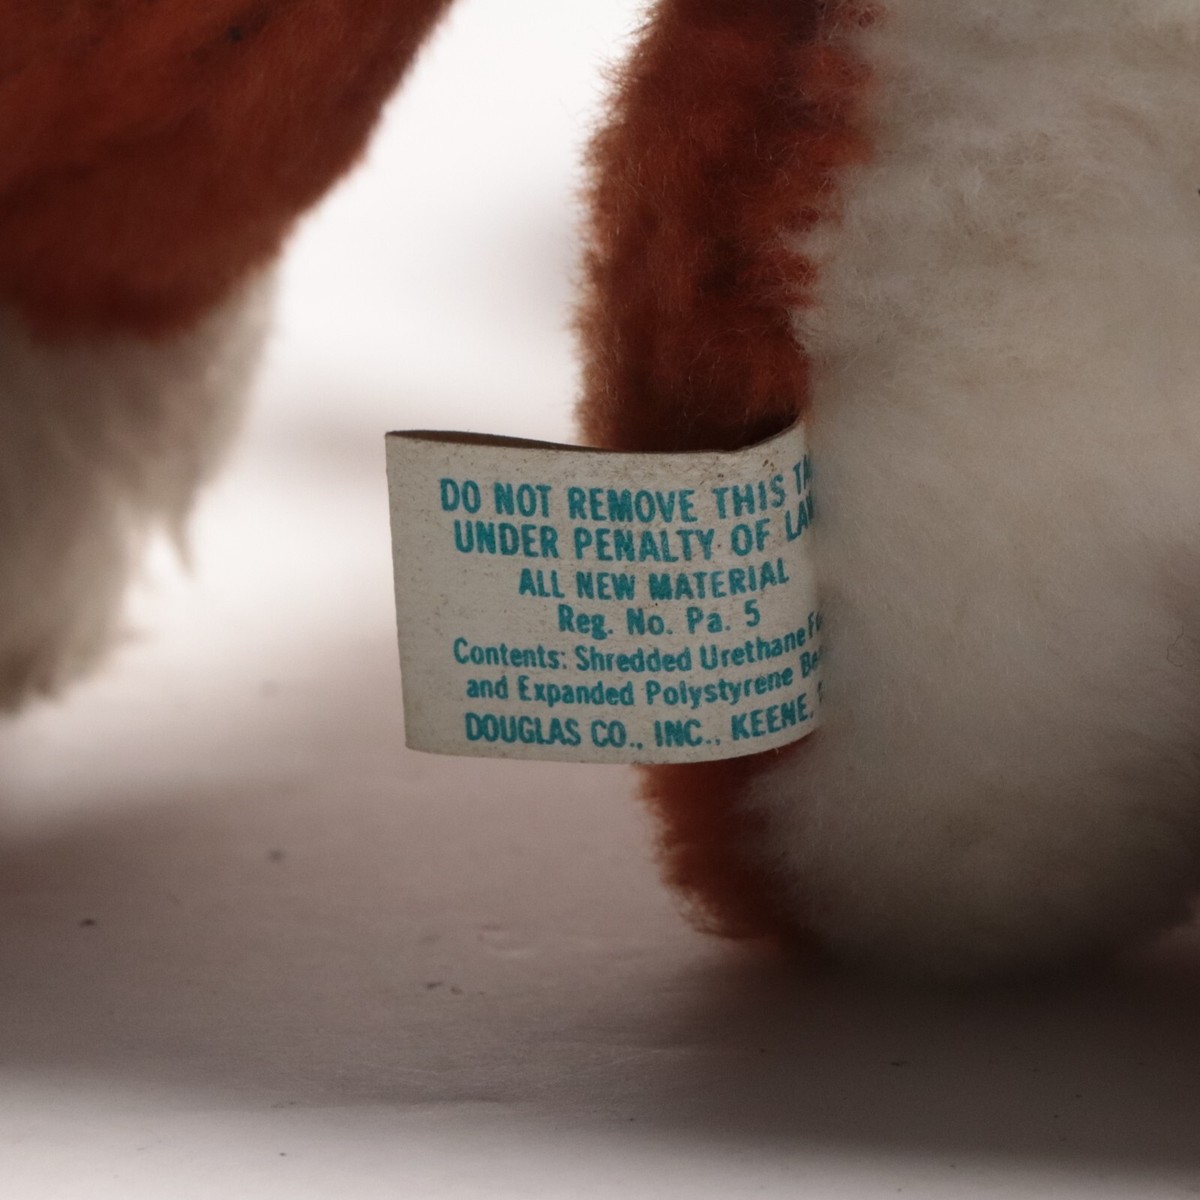 DO NOT REMOVE THIS
UNDER PENALTY OF
ALL NEW MATERIAL
Reg. No. Pa. 5
Contents: Shredded Urethane
and Expanded Polystyrene
DOUGLAS CO., INC., KEENE,